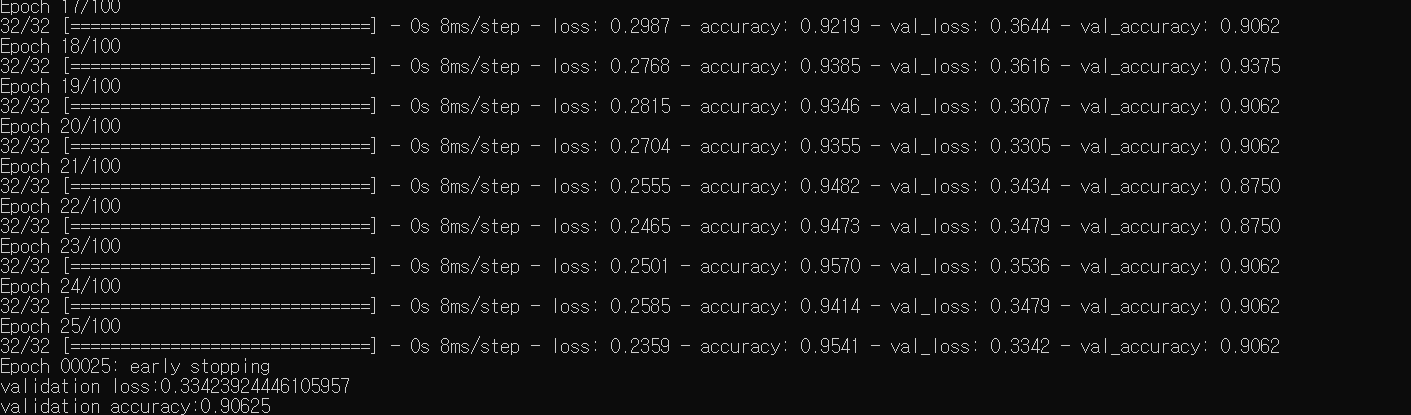 Epoch 17/100
32/32 [==============================] - 0s 8ms/step - loss: 0.2987 - accuracy: 0.9219 - val_loss: 0.3644 - val_accuracy: 0.9062
Epoch 18/100
32/32 [==============================] - 0s 8ms/step - loss: 0.2768 - accuracy: 0.9385 - val_loss: 0.3616 - val_accuracy: 0.9375
Epoch 19/100
32/32 [==============================] - 0s 8ms/step - loss: 0.2815 - accuracy: 0.9346 - val_loss: 0.3607 - val_accuracy: 0.9062
Epoch 20/100
32/32 [==============================] - 0s 8ms/step - loss: 0.2704 - accuracy: 0.9355 - val_loss: 0.3305 - val_accuracy: 0.9062
Epoch 21/100
32/32 [==============================] - 0s 8ms/step - loss: 0.2555 - accuracy: 0.9482 - val_loss: 0.3434 - val_accuracy: 0.8750
Epoch 22/100
32/32 [==============================] - 0s 8ms/step - loss: 0.2465 - accuracy: 0.9473 - val_loss: 0.3479 - val_accuracy: 0.8750
Epoch 23/100
32/32 [==============================] - 0s 8ms/step - loss: 0.2501 - accuracy: 0.9570 - val_loss: 0.3536 - val_accuracy: 0.9062
Epoch 24/100
32/32 [==============================] - 0s 8ms/step - loss: 0.2585 - accuracy: 0.9414 - val_loss: 0.3479 - val_accuracy: 0.9062
Epoch 25/100
32/32 [==============================] - 0s 8ms/step - loss: 0.2359 - accuracy: 0.9541 - val_loss: 0.3342 - val_accuracy: 0.9062
Epoch 00025: early stopping
validation loss:0.33423924446105957
validation accuracy:0.90625